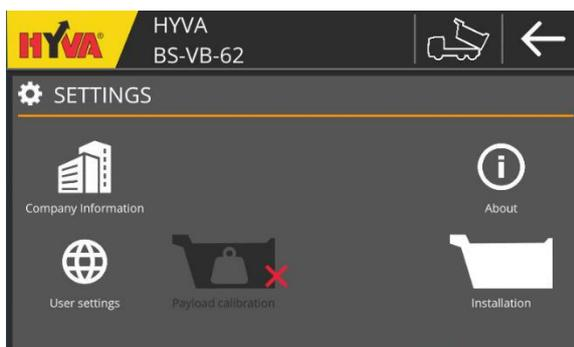 HYVA®
HYVA
BS-VB-62
SETTINGS
Company Information
About
User settings
Payload calibration
Installation